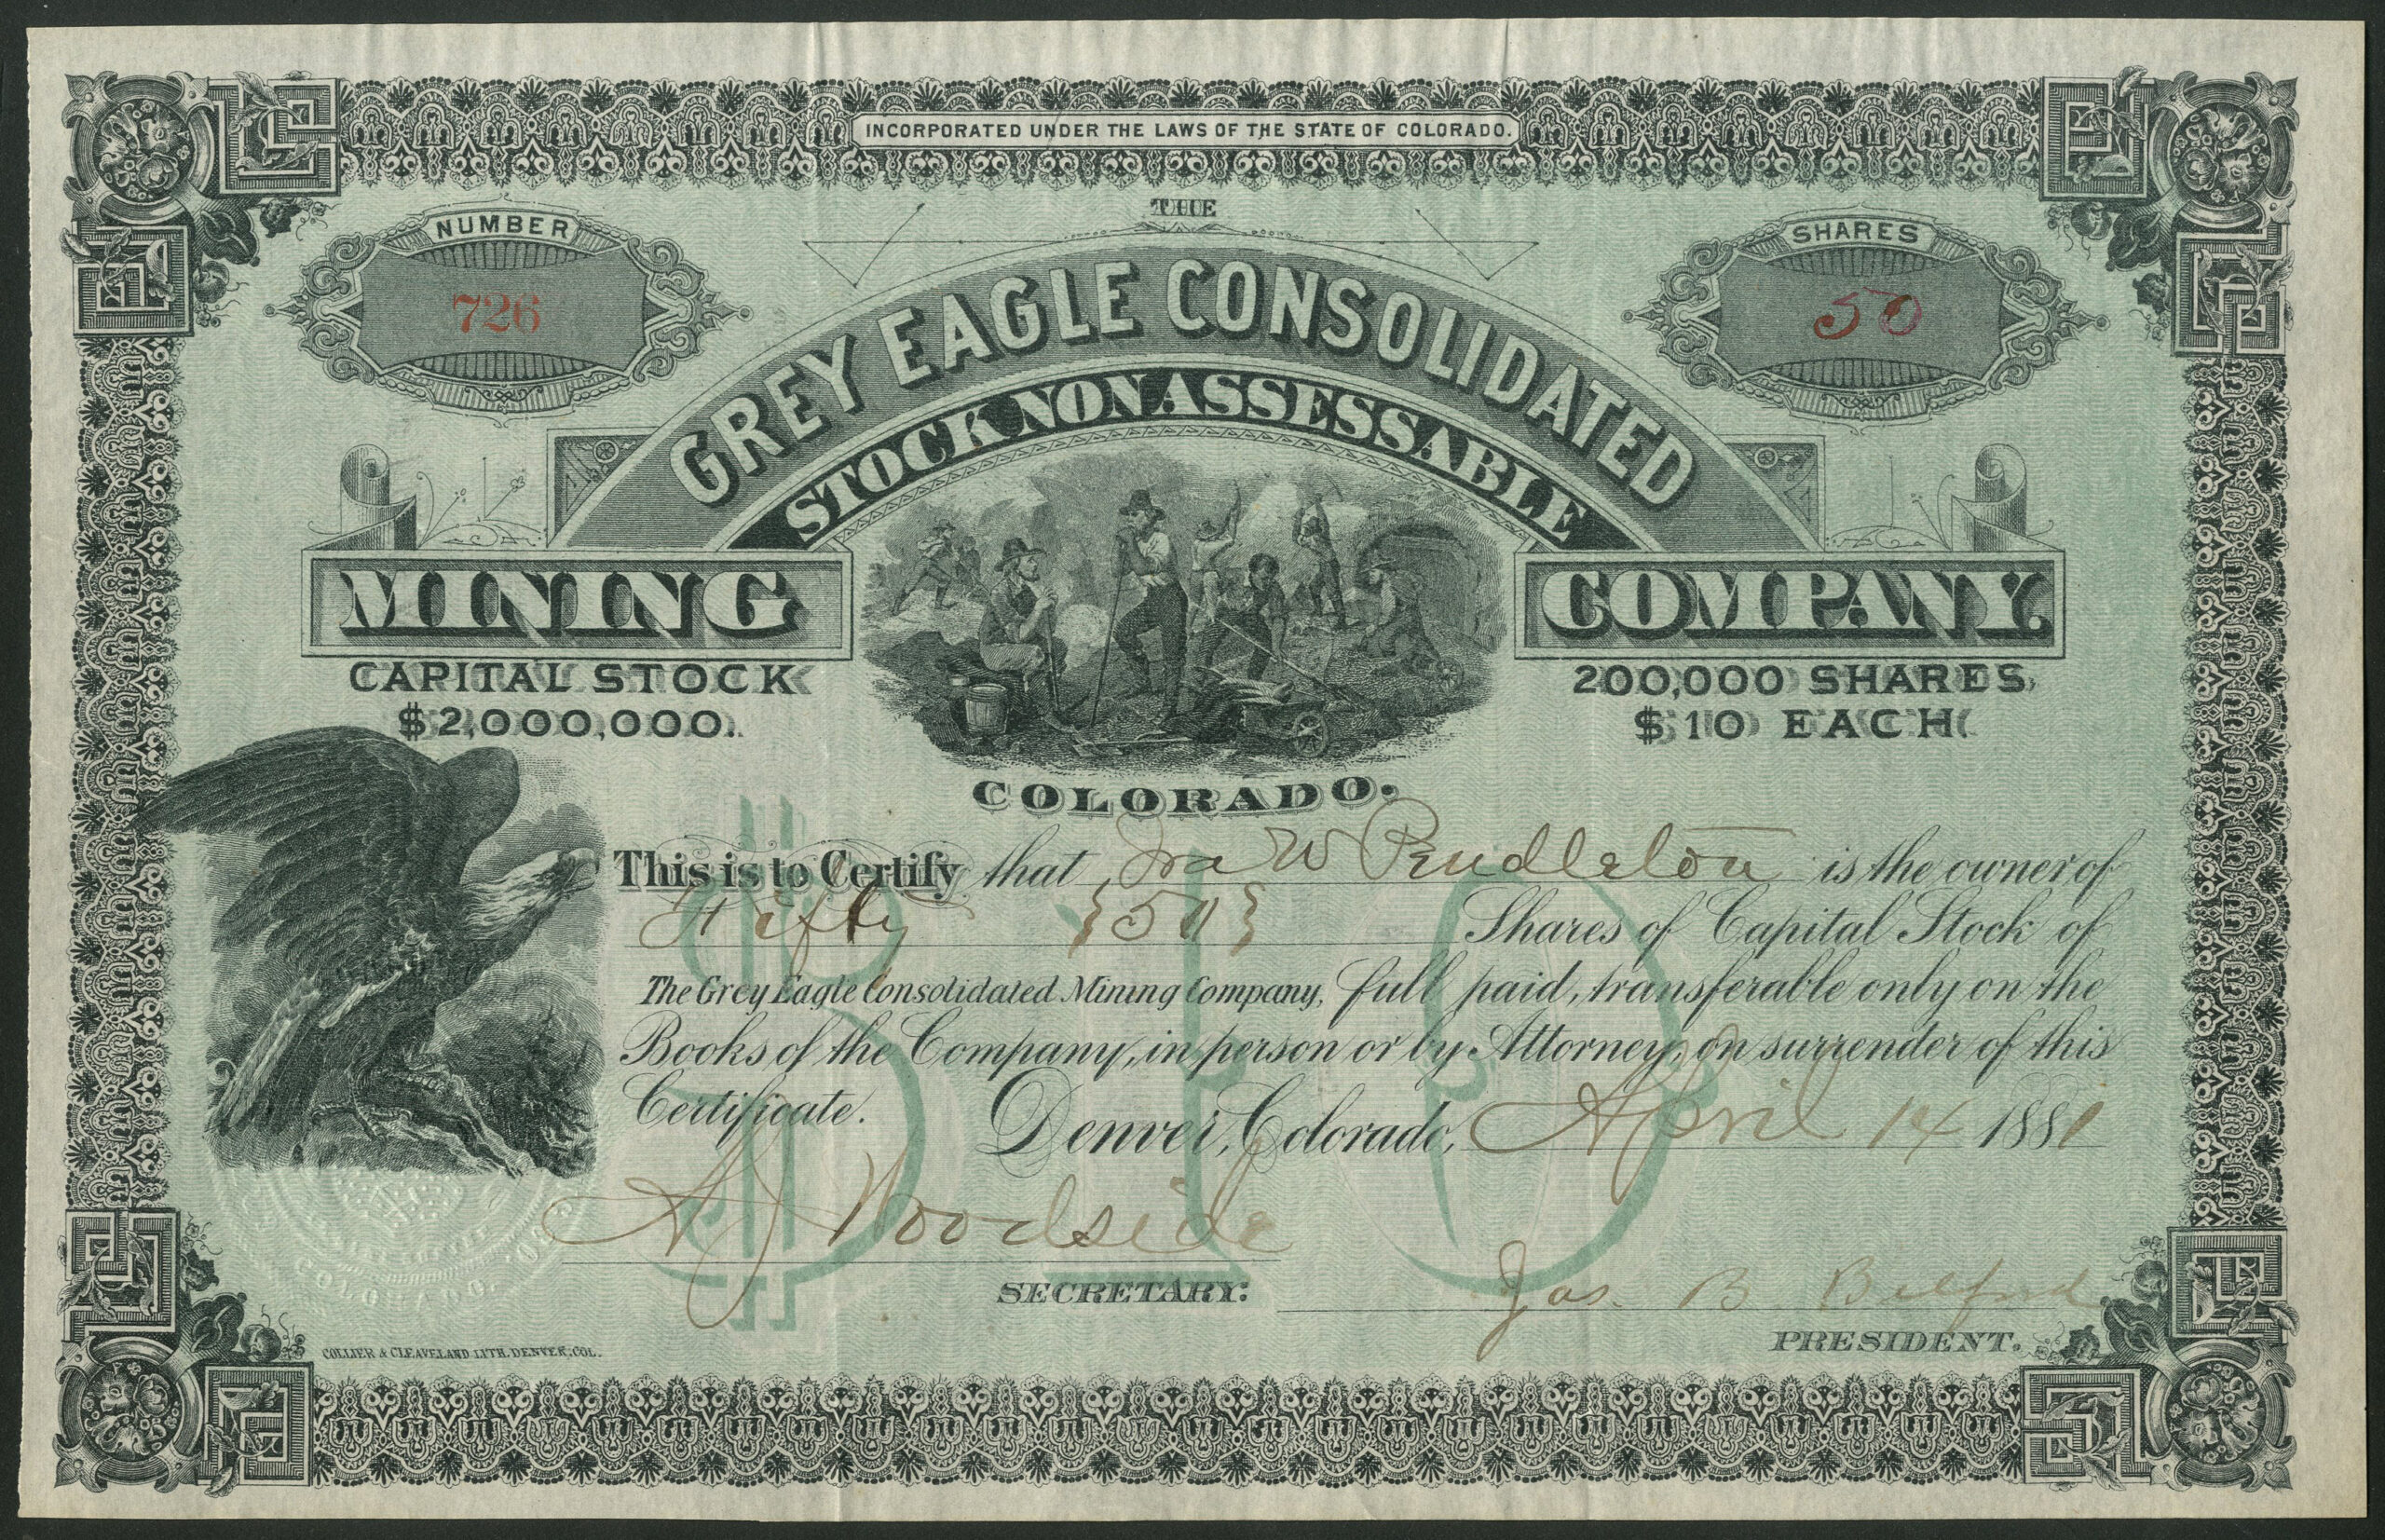 INCORPORATED UNDER THE LAWS OF THE STATE OF COLORADO.
NUMBER
726
SHARES
50
THE
GREY EAGLE CONSOLIDATED
STOCK NON ASSESSABLE
MINING COMPANY.
CAPITAL STOCK
$2,000,000.
200,000 SHARES
$10 EACH
COLORADO.
This is to Certify that Ira W Pendleton is the owner of
Fifty {50} Shares of Capital Stock of
The Grey Eagle Consolidated Mining Company, full paid, transferable only on the
Books of the Company, in person or by Attorney, on surrender of this
Certificate.
Denver, Colorado, April 14 1881
$10
A J Woodside
SECRETARY.
Jas. B Belford
PRESIDENT.
COLORADO.
COLLIER & CLEAVELAND LITH. DENVER, COL.